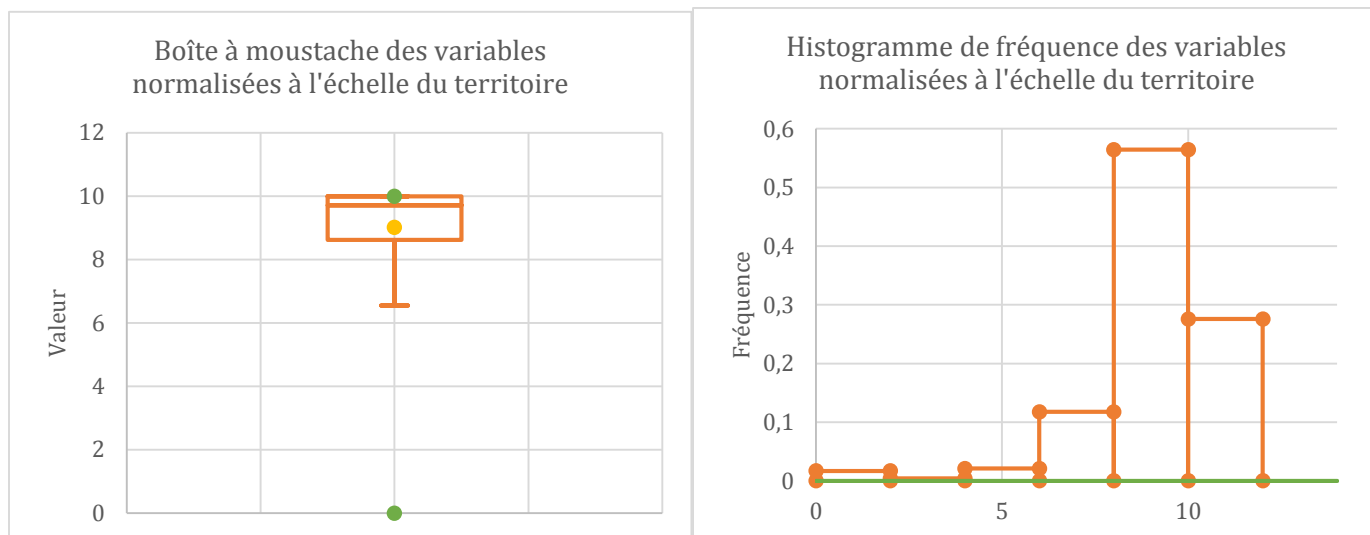 Boîte à moustache des variables
normalisées à l'échelle du territoire
12
10
8
6
4
2
0
Valeur
Histogramme de fréquence des variables
normalisées à l'échelle du territoire
0,6
0,5
0,4
0,3
0,2
0,1
0
Fréquence
0
5
10